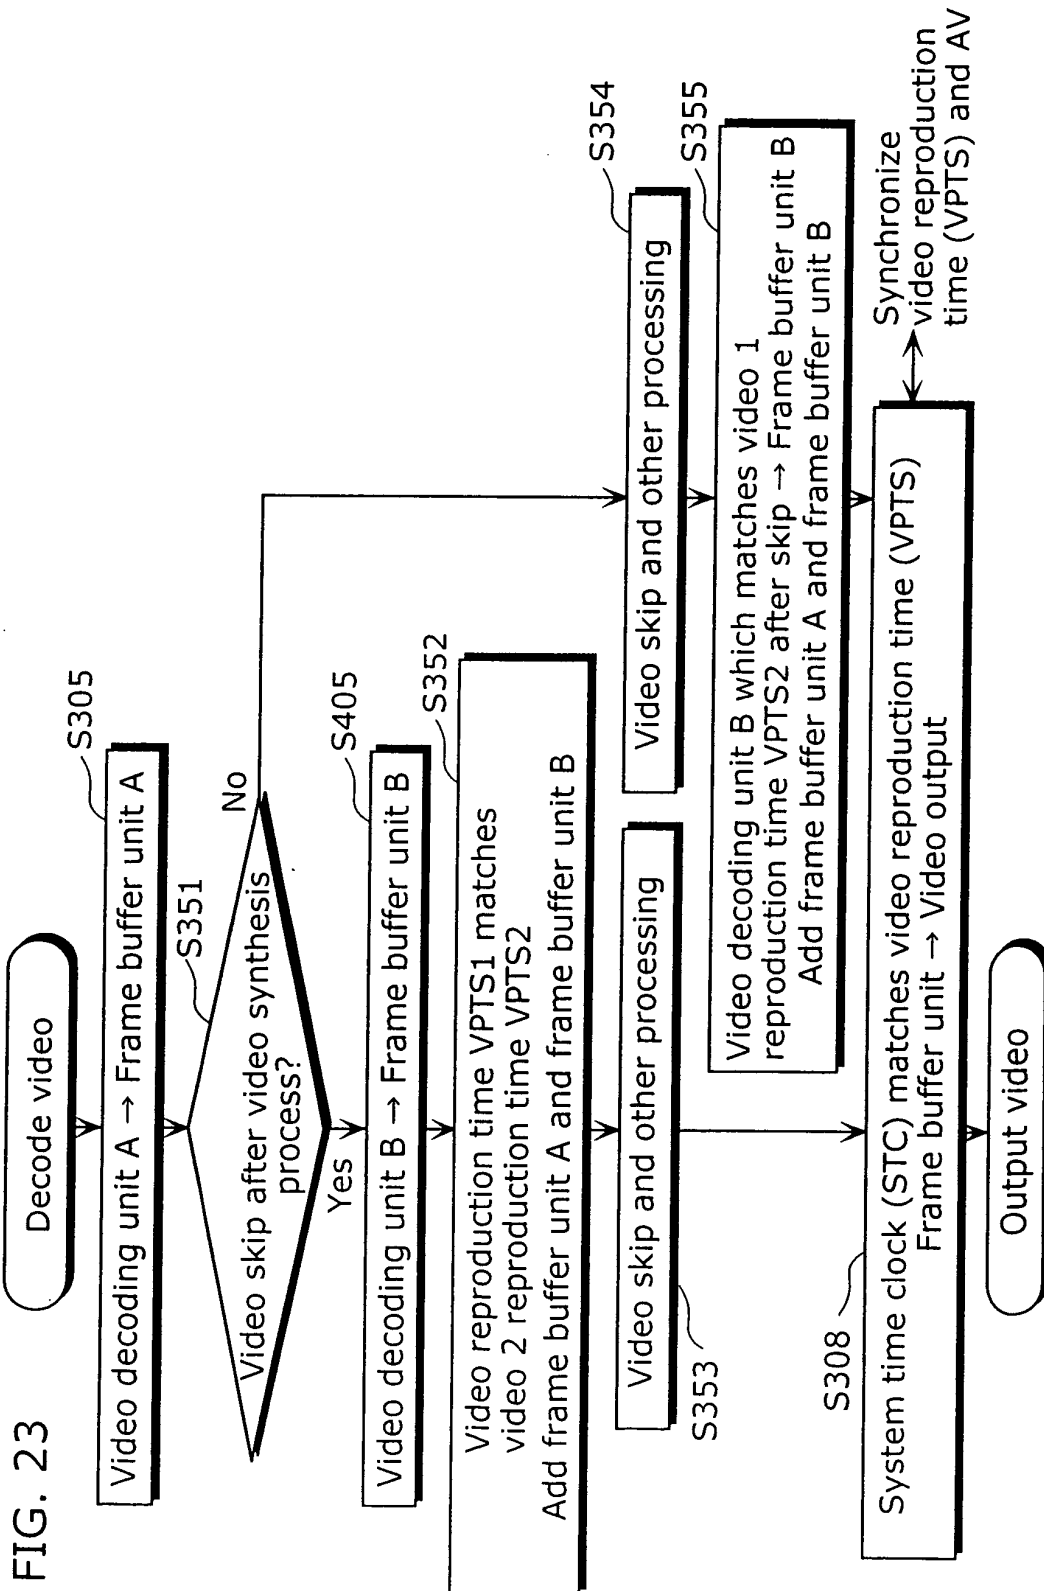 FIG. 23
Decode video
S305
Video decoding unit A → Frame buffer unit A
S351
Video skip after video synthesis
process?
No
Yes
S405
Video decoding unit B → Frame buffer unit B
S352
Video reproduction time VPTS1 matches
video 2 reproduction time VPTS2
Add frame buffer unit A and frame buffer unit B
S353
Video skip and other processing
S354
Video skip and other processing
S355
Video decoding unit B which matches video 1
reproduction time VPTS2 after skip → Frame buffer unit B
Add frame buffer unit A and frame buffer unit B
S308
System time clock (STC) matches video reproduction time (VPTS)
Frame buffer unit → Video output
Synchronize
video reproduction
time (VPTS) and AV
Output video